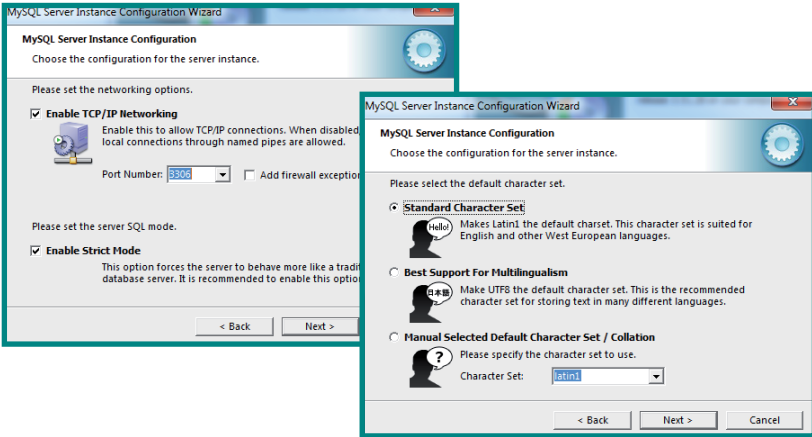 MySQL Server Instance Configuration Wizard
MySQL Server Instance Configuration
Choose the configuration for the server instance.
Please set the networking options.
Enable TCP/IP Networking
Enable this to allow TCP/IP connections. When disabled,
local connections through named pipes are allowed.
Port Number: 3306
Add firewall exception
Please set the server SQL mode.
Enable Strict Mode
This option forces the server to behave more like a
database server. It is recommended to enable this
< Back Next >
MySQL Server Instance Configuration Wizard
MySQL Server Instance Configuration
Choose the configuration for the server instance.
Please select the default character set.
Standard Character Set
Hello!
Makes Latin1 the default charset. This character set is suited for
English and other West European languages.
Best Support For Multilingualism
日本語
Make UTF8 the default character set. This is the recommended
character set for storing text in many different languages.
Manual Selected Default Character Set / Collation
?
Please specify the character set to use.
Character Set: latin1
< Back Next > Cancel